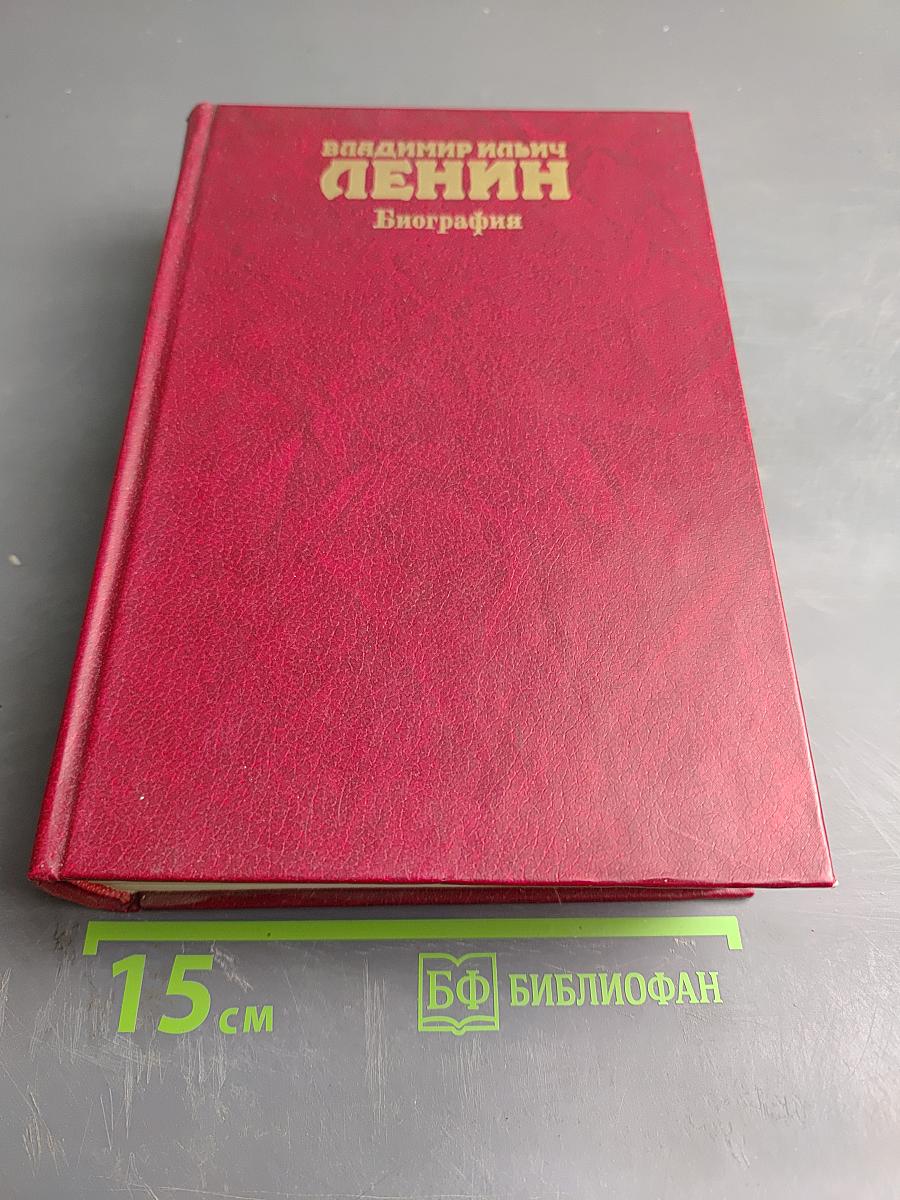 ВЛАДИМИР ИЛЬИЧ
ЛЕНИН
Биография
15 см
БФ БИБЛИОФАН